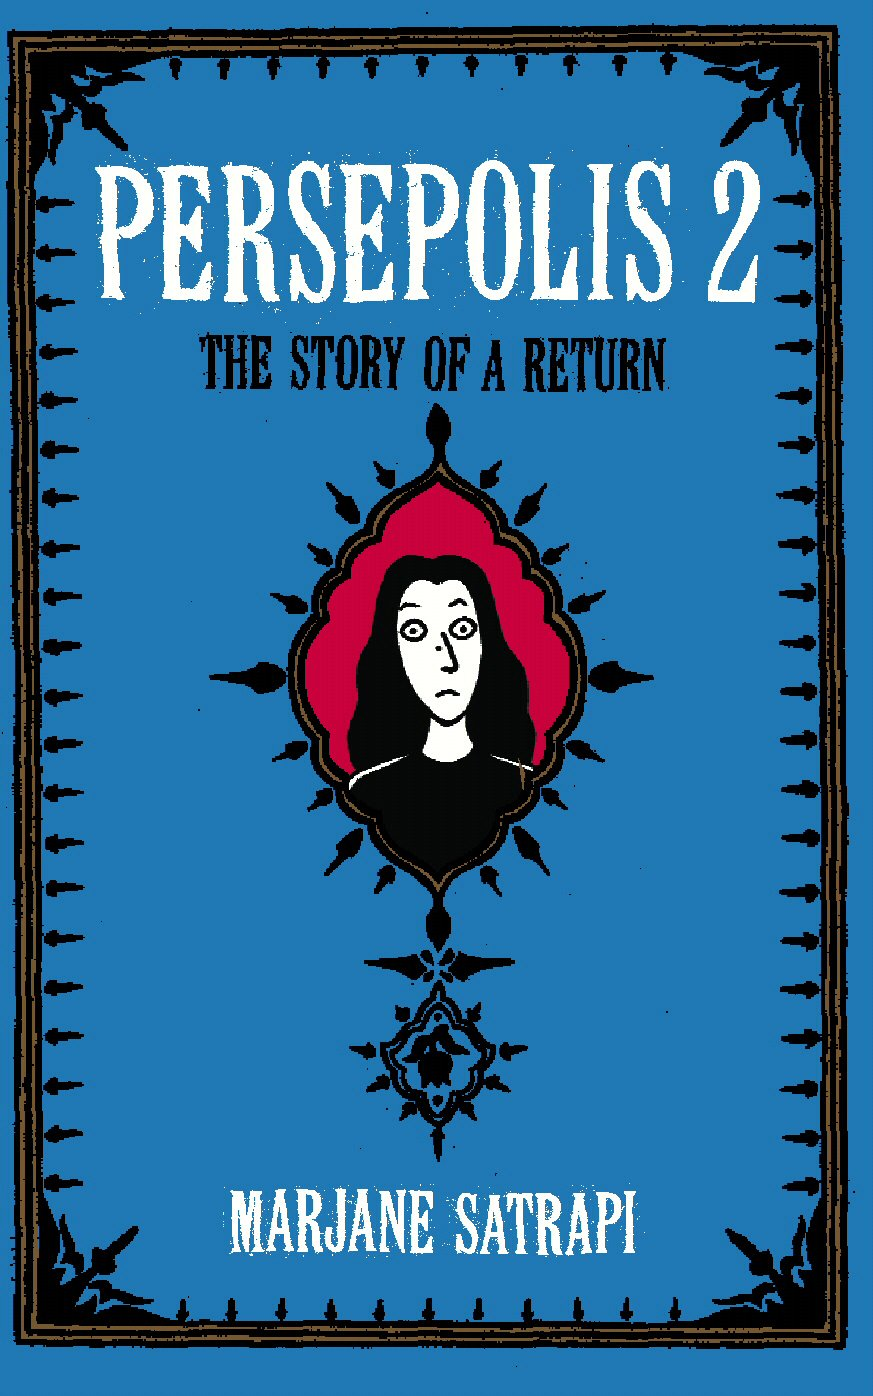 PERSEPOLIS 2
THE STORY OF A RETURN
MARJANE SATRAPI